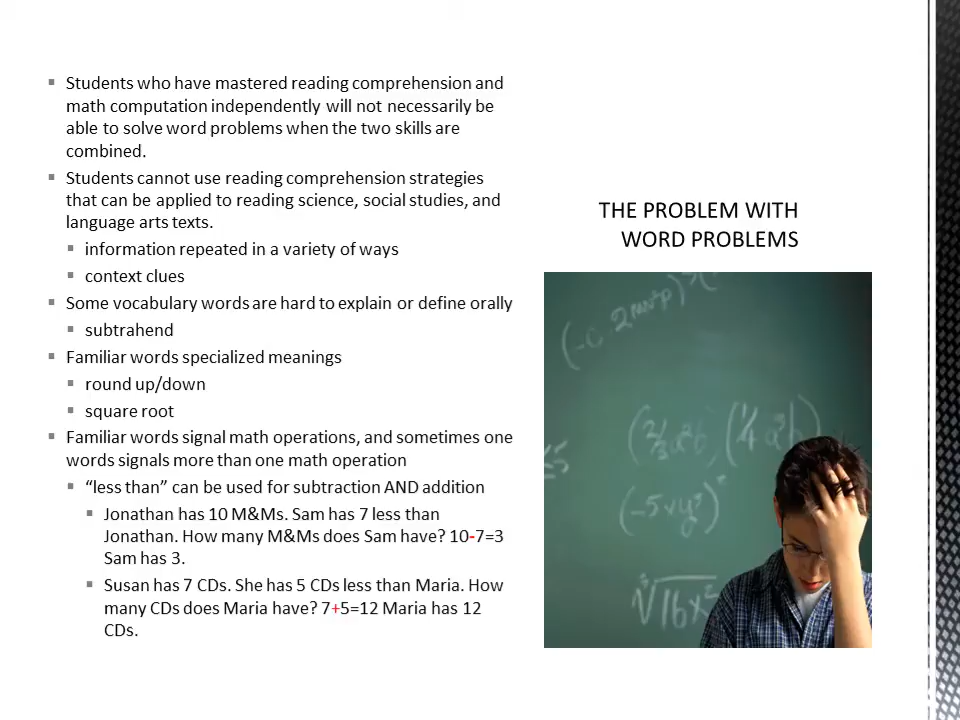 Students who have mastered reading comprehension and
math computation independently will not necessarily be
able to solve word problems when the two skills are
combined.
Students cannot use reading comprehension strategies
that can be applied to reading science, social studies, and
language arts texts.
information repeated in a variety of ways
context clues
Some vocabulary words are hard to explain or define orally
subtrahend
Familiar words specialized meanings
round up/down
square root
Familiar words signal math operations, and sometimes one
words signals more than one math operation
“less than” can be used for subtraction AND addition
Jonathan has 10 M&Ms. Sam has 7 less than
Jonathan. How many M&Ms does Sam have? 10-7=3
Sam has 3.
Susan has 7 CDs. She has 5 CDs less than Maria. How
many CDs does Maria have? 7+5=12 Maria has 12
CDs.
THE PROBLEM WITH
WORD PROBLEMS